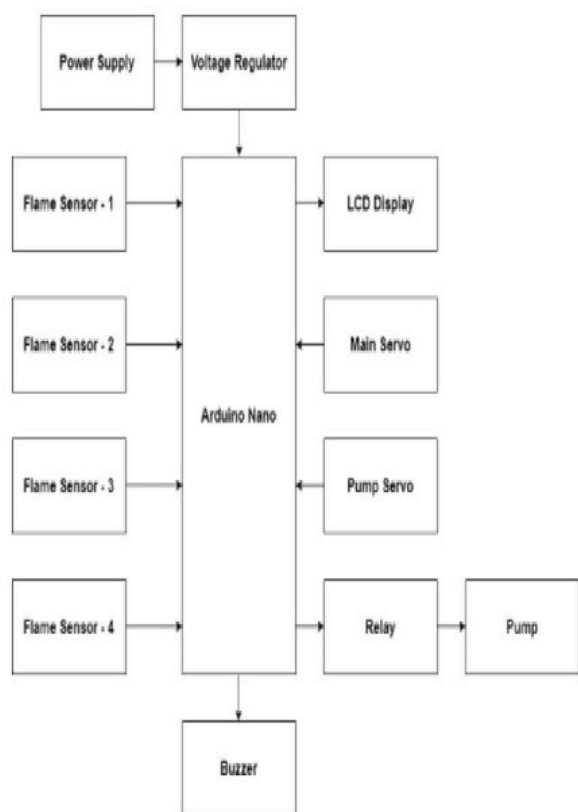 Power Supply
Voltage Regulator
Flame Sensor - 1
LCD Display
Flame Sensor - 2
Main Servo
Arduino Nano
Flame Sensor - 3
Pump Servo
Flame Sensor - 4
Relay
Pump
Buzzer